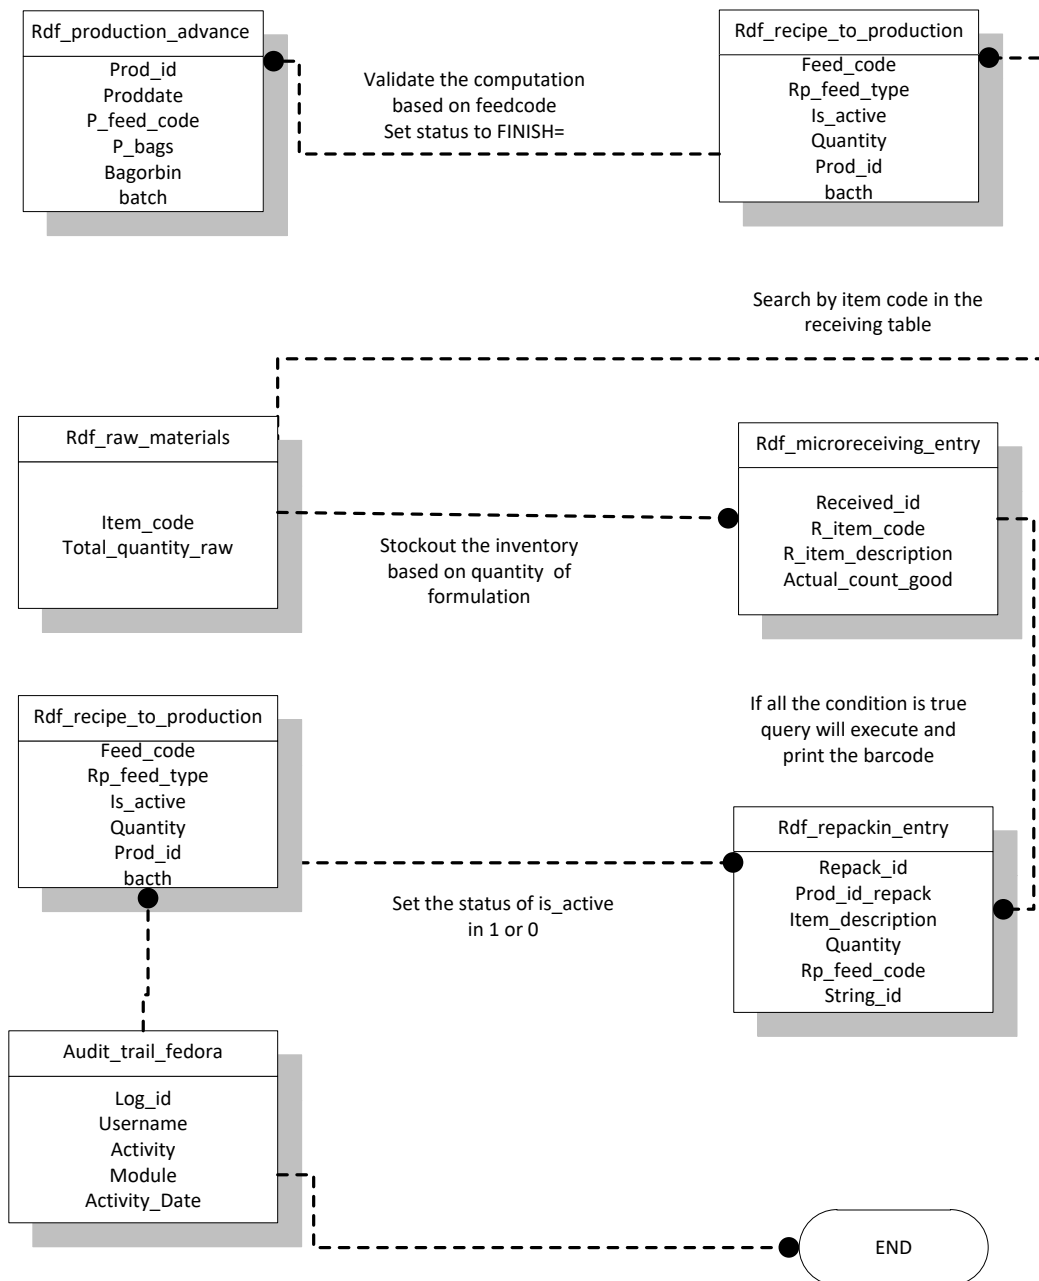 Rdf_production_advance
Prod_id
Proddate
P_feed_code
P_bags
Bagorbin
batch
Validate the computation
based on feedcode
Set status to FINISH=
Rdf_recipe_to_production
Feed_code
Rp_feed_type
Is_active
Quantity
Prod_id
bacth
Search by item code in the
receiving table
Rdf_raw_materials
Item_code
Total_quantity_raw
Stockout the inventory
based on quantity of
formulation
Rdf_microreceiving_entry
Received_id
R_item_code
R_item_description
Actual_count_good
If all the condition is true
query will execute and
print the barcode
Rdf_recipe_to_production
Feed_code
Rp_feed_type
Is_active
Quantity
Prod_id
bacth
Set the status of is_active
in 1 or 0
Rdf_repackin_entry
Repack_id
Prod_id_repack
Item_description
Quantity
Rp_feed_code
String_id
Audit_trail_fedora
Log_id
Username
Activity
Module
Activity_Date
END